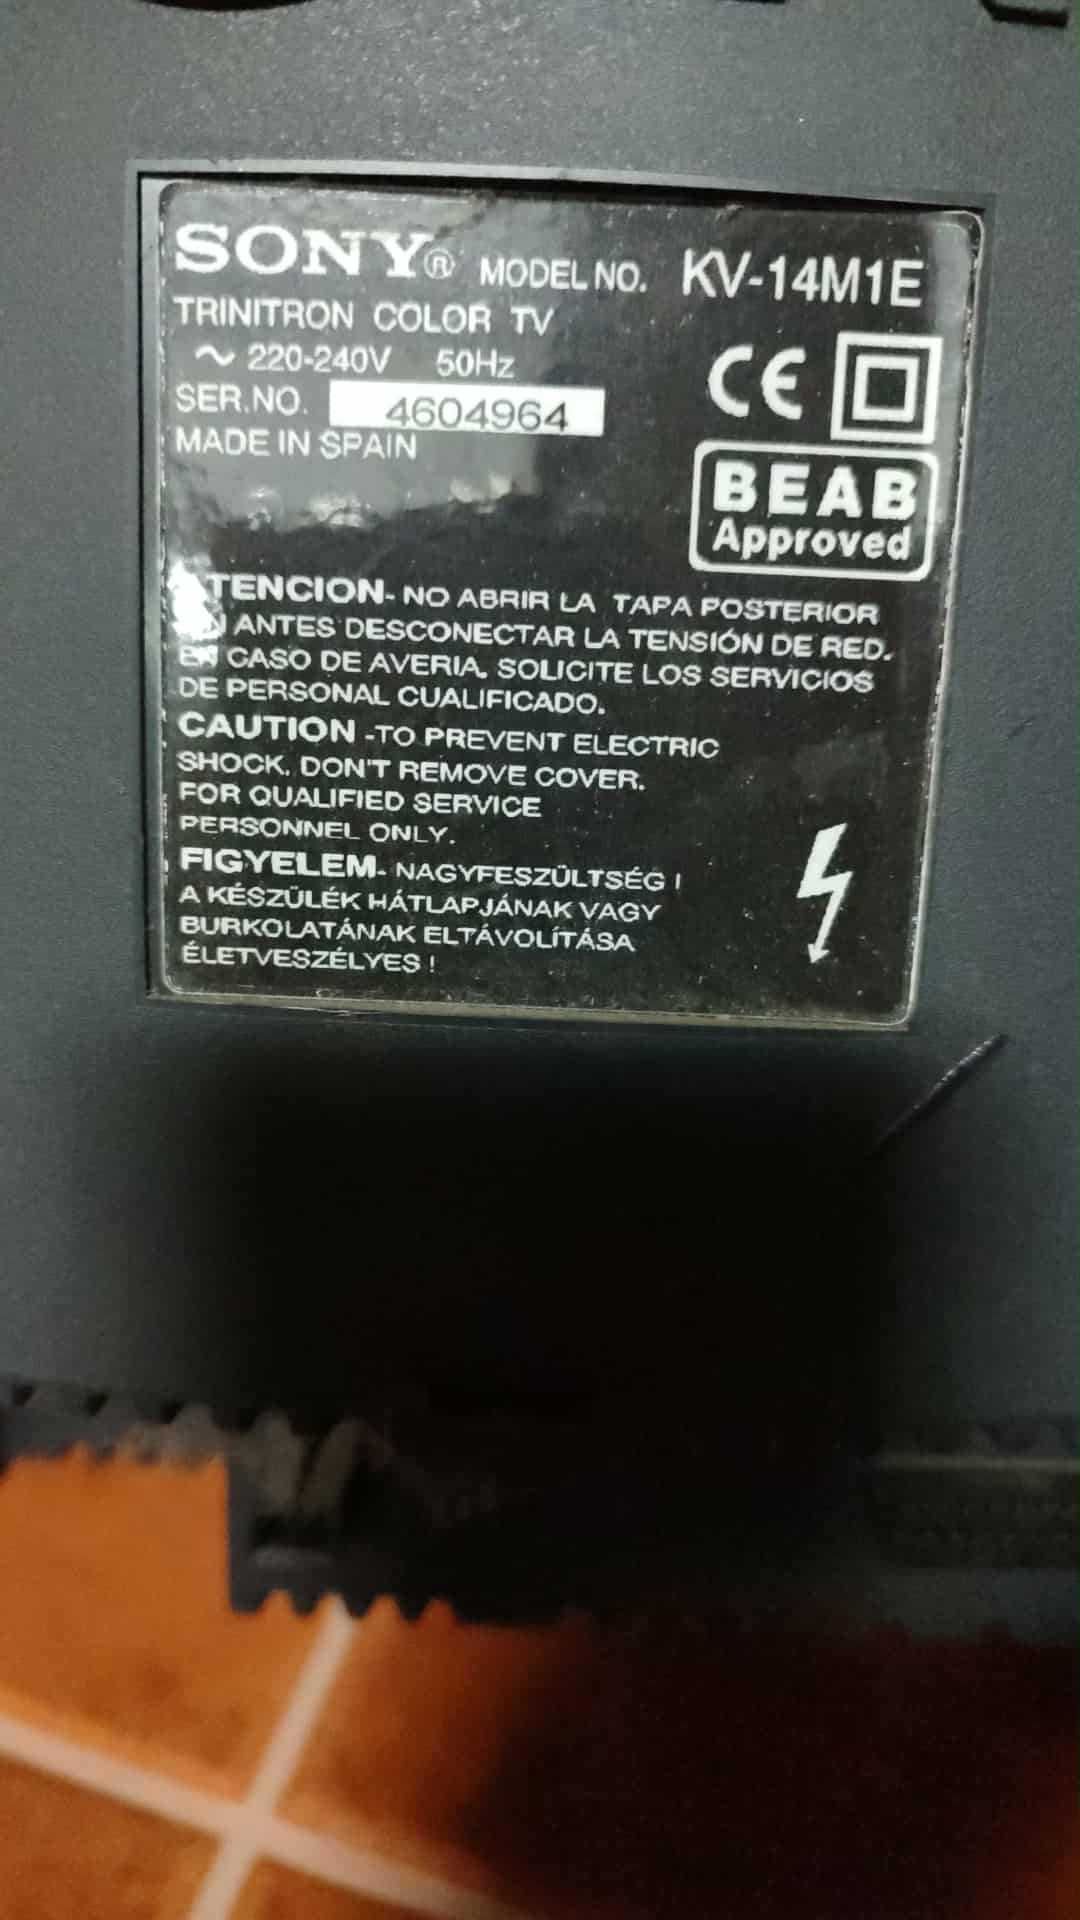 SONY® MODEL NO. KV-14M1E
TRINITRON COLOR TV
~ 220-240V 50Hz
CE
SER.NO. 4604964
MADE IN SPAIN
BEAB
Approved
ATENCION- NO ABRIR LA TAPA POSTERIOR
ANTES DESCONECTAR LA TENSIÓN DE RED.
EN CASO DE AVERIA, SOLICITE LOS SERVICIOS
DE PERSONAL CUALIFICADO.
CAUTION -TO PREVENT ELECTRIC
SHOCK. DON'T REMOVE COVER.
FOR QUALIFIED SERVICE
PERSONNEL ONLY.
FIGYELEM- NAGYFESZÜLTSÉG !
A KÉSZÜLÉK HÁTLAPJÁNAK VAGY
BURKOLATÁNAK ELTÁVOLÍTÁSA
ÉLETVESZÉLYES !